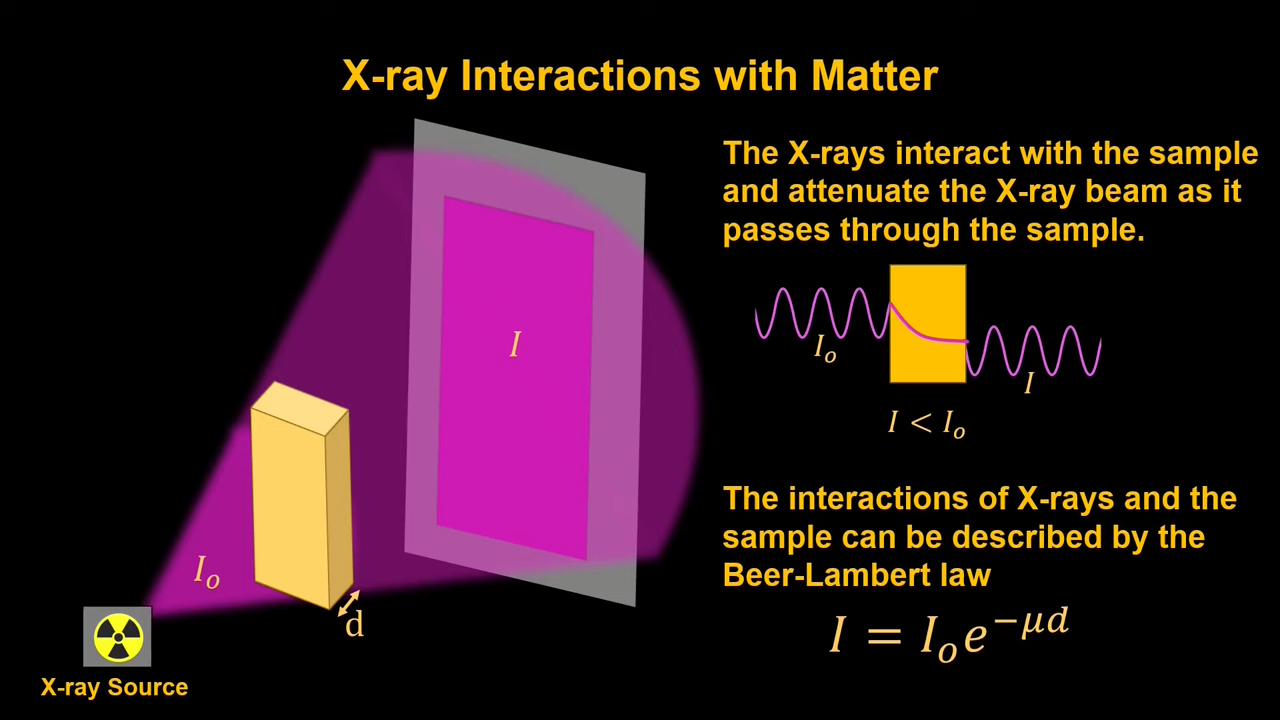 X-ray Interactions with Matter
The X-rays interact with the sample
and attenuate the X-ray beam as it
passes through the sample.
I
Iₒ
I
I < Iₒ
The interactions of X-rays and the
sample can be described by the
Beer-Lambert law
I = Iₒe^{−μd}
Iₒ
d
X-ray Source